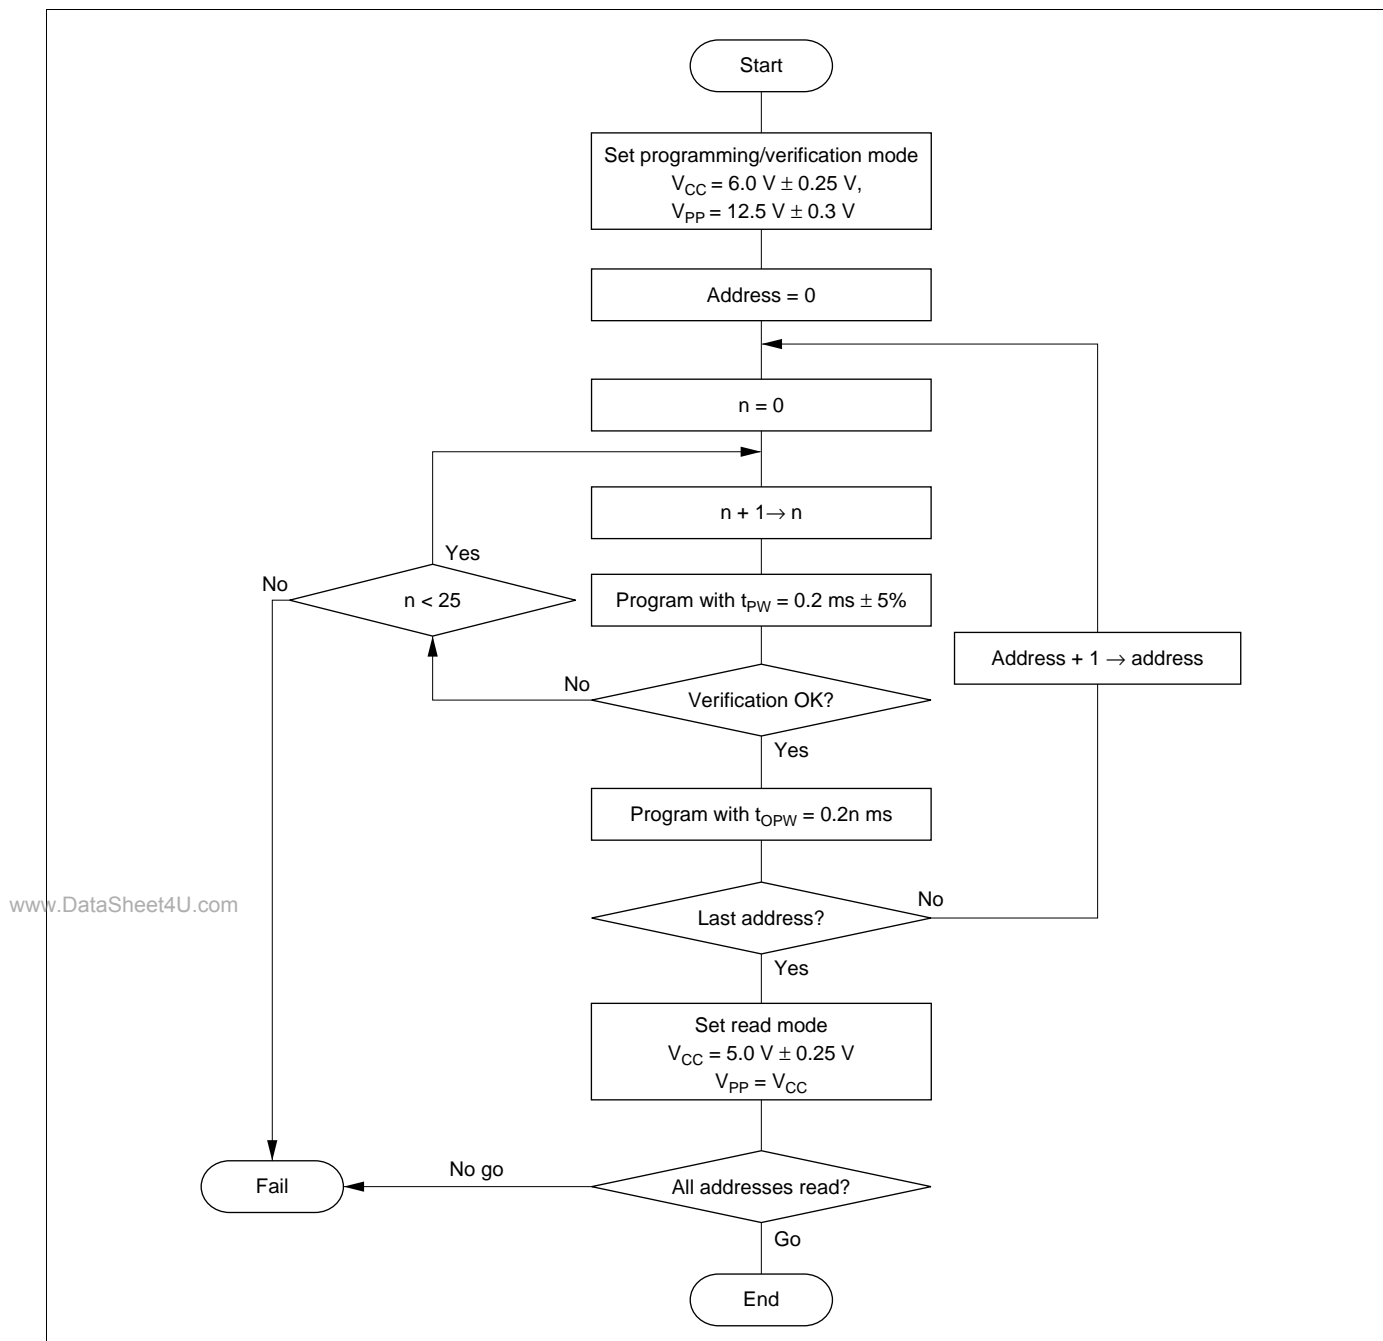 Start
Set programming/verification mode
VCC = 6.0 V ± 0.25 V,
VPP = 12.5 V ± 0.3 V
Address = 0
n = 0
n + 1→ n
Yes
No
n < 25
Program with tPW = 0.2 ms ± 5%
Address + 1 → address
No
Verification OK?
Yes
Program with tOPW = 0.2n ms
www.DataSheet4U.com
Last address?
No
Yes
Set read mode
VCC = 5.0 V ± 0.25 V
VPP = VCC
Fail
No go
All addresses read?
Go
End